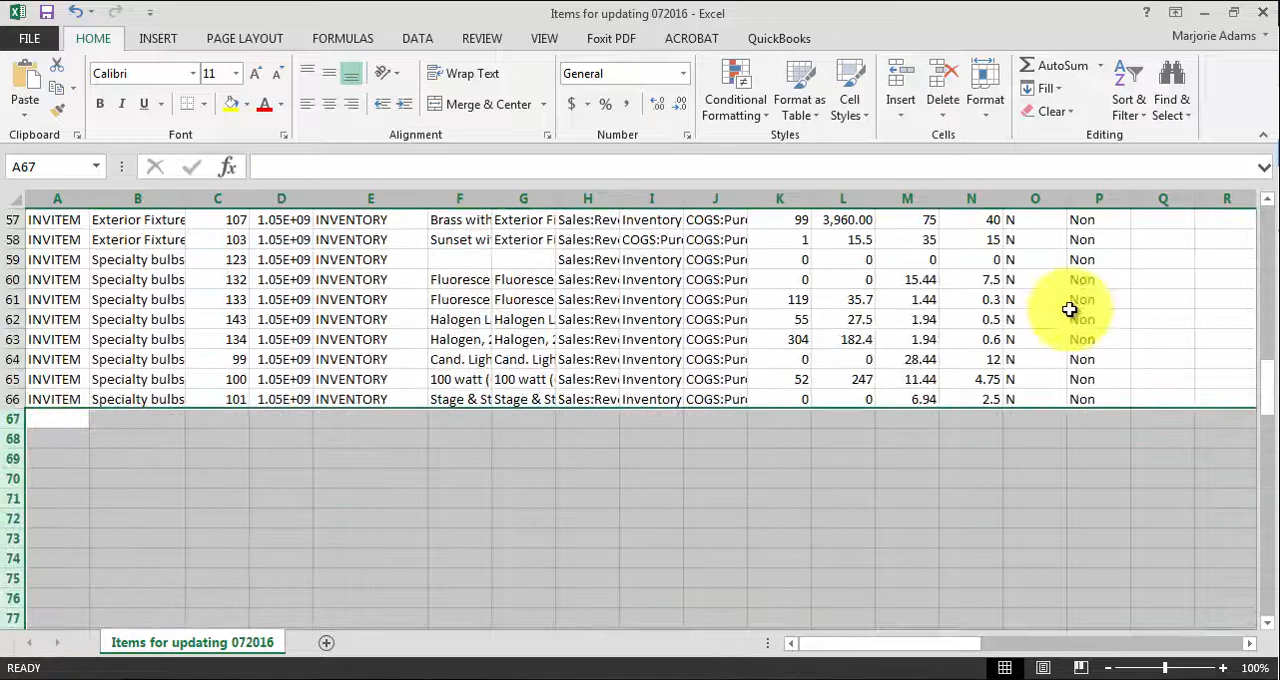 Items for updating 072016 - Excel
FILE HOME INSERT PAGE LAYOUT FORMULAS DATA REVIEW VIEW Foxit PDF ACROBAT QuickBooks Marjorie Adams
Paste
Calibri 11
B I U A
Wrap Text
Merge & Center
General
$ % ,
Conditional Formatting
Format as Table
Cell Styles
Insert Delete Format
AutoSum
Fill
Clear
Sort & Filter
Find & Select
Clipboard Font Alignment Number Styles Cells Editing
A67 fx
A B C D E F G H I J K L M N O P Q R
57 INVITEM Exterior Fixture 107 1.05E+09 INVENTORY Brass with Exterior Fi Sales:Reve Inventory COGS:Purc 99 3,960.00 75 40 N Non
58 INVITEM Exterior Fixture 103 1.05E+09 INVENTORY Sunset wi Exterior Fi Sales:Reve COGS:Purc COGS:Purc 1 15.5 35 15 N Non
59 INVITEM Specialty bulbs 123 1.05E+09 INVENTORY Sales:Reve Inventory COGS:Purc 0 0 0 0 N Non
60 INVITEM Specialty bulbs 132 1.05E+09 INVENTORY Fluoresce Fluoresce Sales:Reve Inventory COGS:Purc 0 0 15.44 7.5 N Non
61 INVITEM Specialty bulbs 133 1.05E+09 INVENTORY Fluoresce Fluoresce Sales:Reve Inventory COGS:Purc 119 35.7 1.44 0.3 N Non
62 INVITEM Specialty bulbs 143 1.05E+09 INVENTORY Halogen L Halogen L Sales:Reve Inventory COGS:Purc 55 27.5 1.94 0.5 N Non
63 INVITEM Specialty bulbs 134 1.05E+09 INVENTORY Halogen, 2 Halogen, 2 Sales:Reve Inventory COGS:Purc 304 182.4 1.94 0.6 N Non
64 INVITEM Specialty bulbs 99 1.05E+09 INVENTORY Cand. Ligh Cand. Ligh Sales:Reve Inventory COGS:Purc 0 0 28.44 12 N Non
65 INVITEM Specialty bulbs 100 1.05E+09 INVENTORY 100 watt ( 100 watt ( Sales:Reve Inventory COGS:Purc 52 247 11.44 4.75 N Non
66 INVITEM Specialty bulbs 101 1.05E+09 INVENTORY Stage & St Stage & St Sales:Reve Inventory COGS:Purc 0 0 6.94 2.5 N Non
67
68
69
70
71
72
73
74
75
76
77
Items for updating 072016
READY 100%